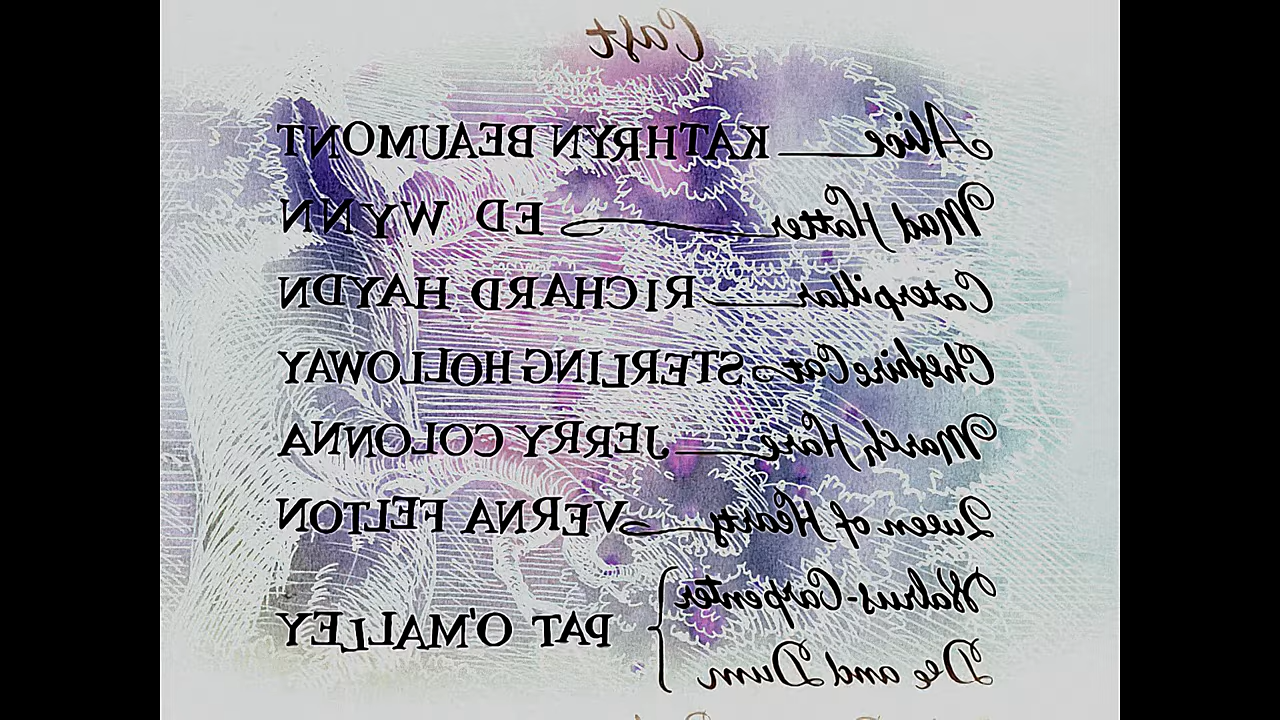 Cast
Alice KATHRYN BEAUMONT
Mad Hatter ED WYNN
Caterpillar RICHARD HAYDN
Cheshire Cat STERLING HOLLOWAY
March Hare JERRY COLONNA
Queen of Hearts VERNA FELTON
Walrus-Carpenter
PAT O'MALLEY
Dee and Dum